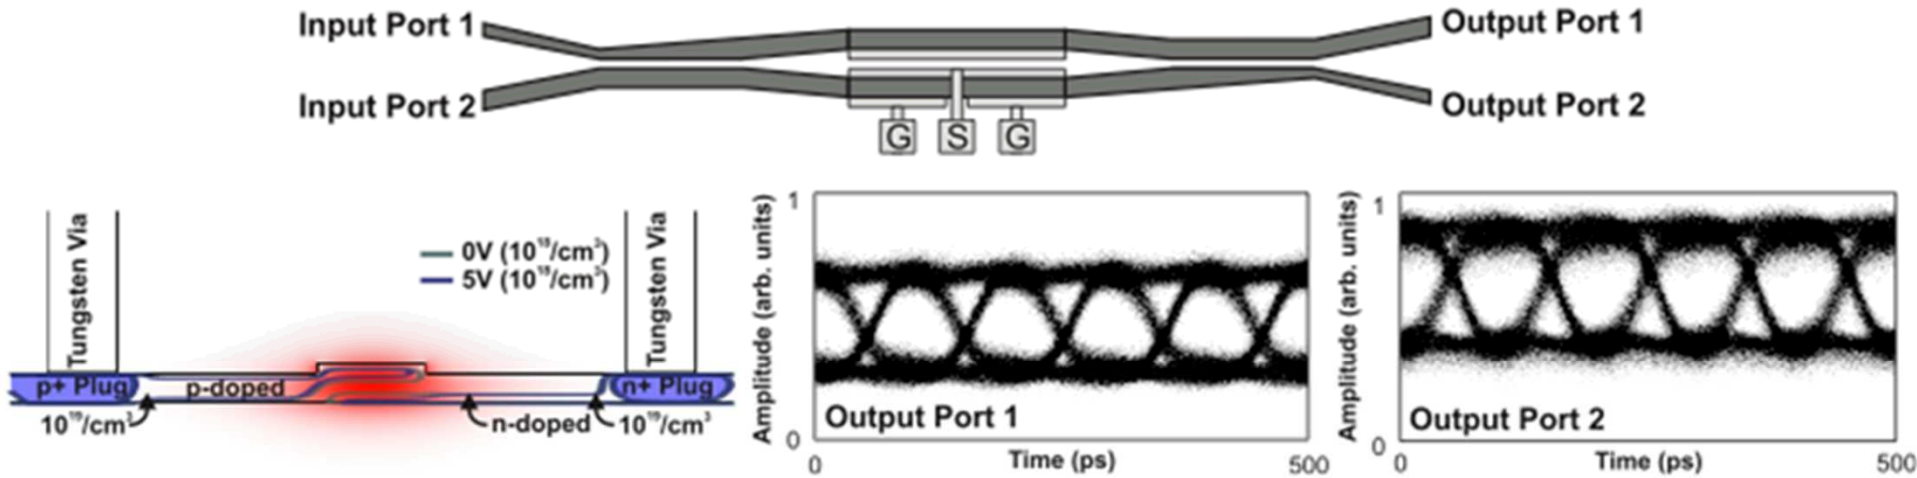 Input Port 1
Output Port 1
Input Port 2
Output Port 2
G S G
Tungsten Via
0V (10¹⁸/cm³)
5V (10¹⁸/cm³)
Tungsten Via
p+ Plug
p-doped
n+ Plug
10¹⁹/cm³
n-doped
10¹⁹/cm³
Amplitude (arb. units)
1
0
Output Port 1
0
Time (ps)
500
Amplitude (arb. units)
1
0
Output Port 2
0
Time (ps)
500